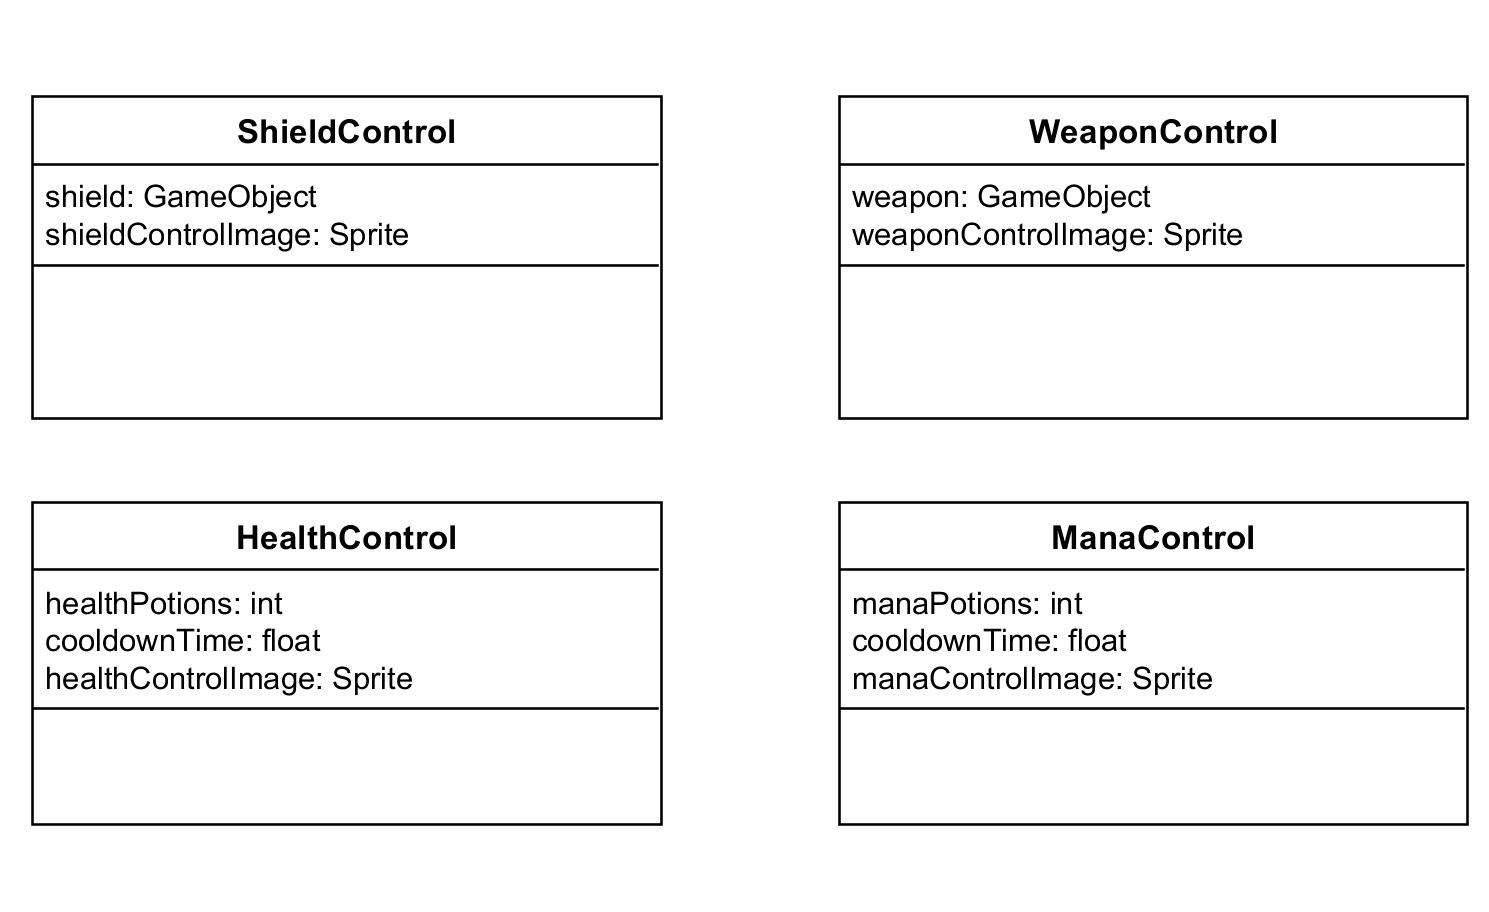 ShieldControl
shield: GameObject
shieldControlImage: Sprite
WeaponControl
weapon: GameObject
weaponControlImage: Sprite
HealthControl
healthPotions: int
cooldownTime: float
healthControlImage: Sprite
ManaControl
manaPotions: int
cooldownTime: float
manaControlImage: Sprite